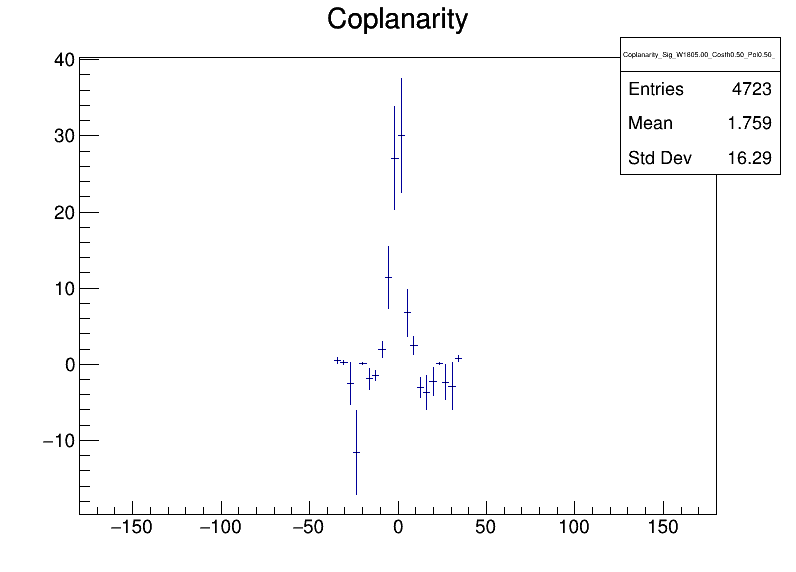 Coplanarity
Coplanarity_Sig_W1805.00_Costh0.50_Pol0.50_
Entries 4723
Mean 1.759
Std Dev 16.29
40
30
20
10
0
−10
−150 −100 −50 0 50 100 150